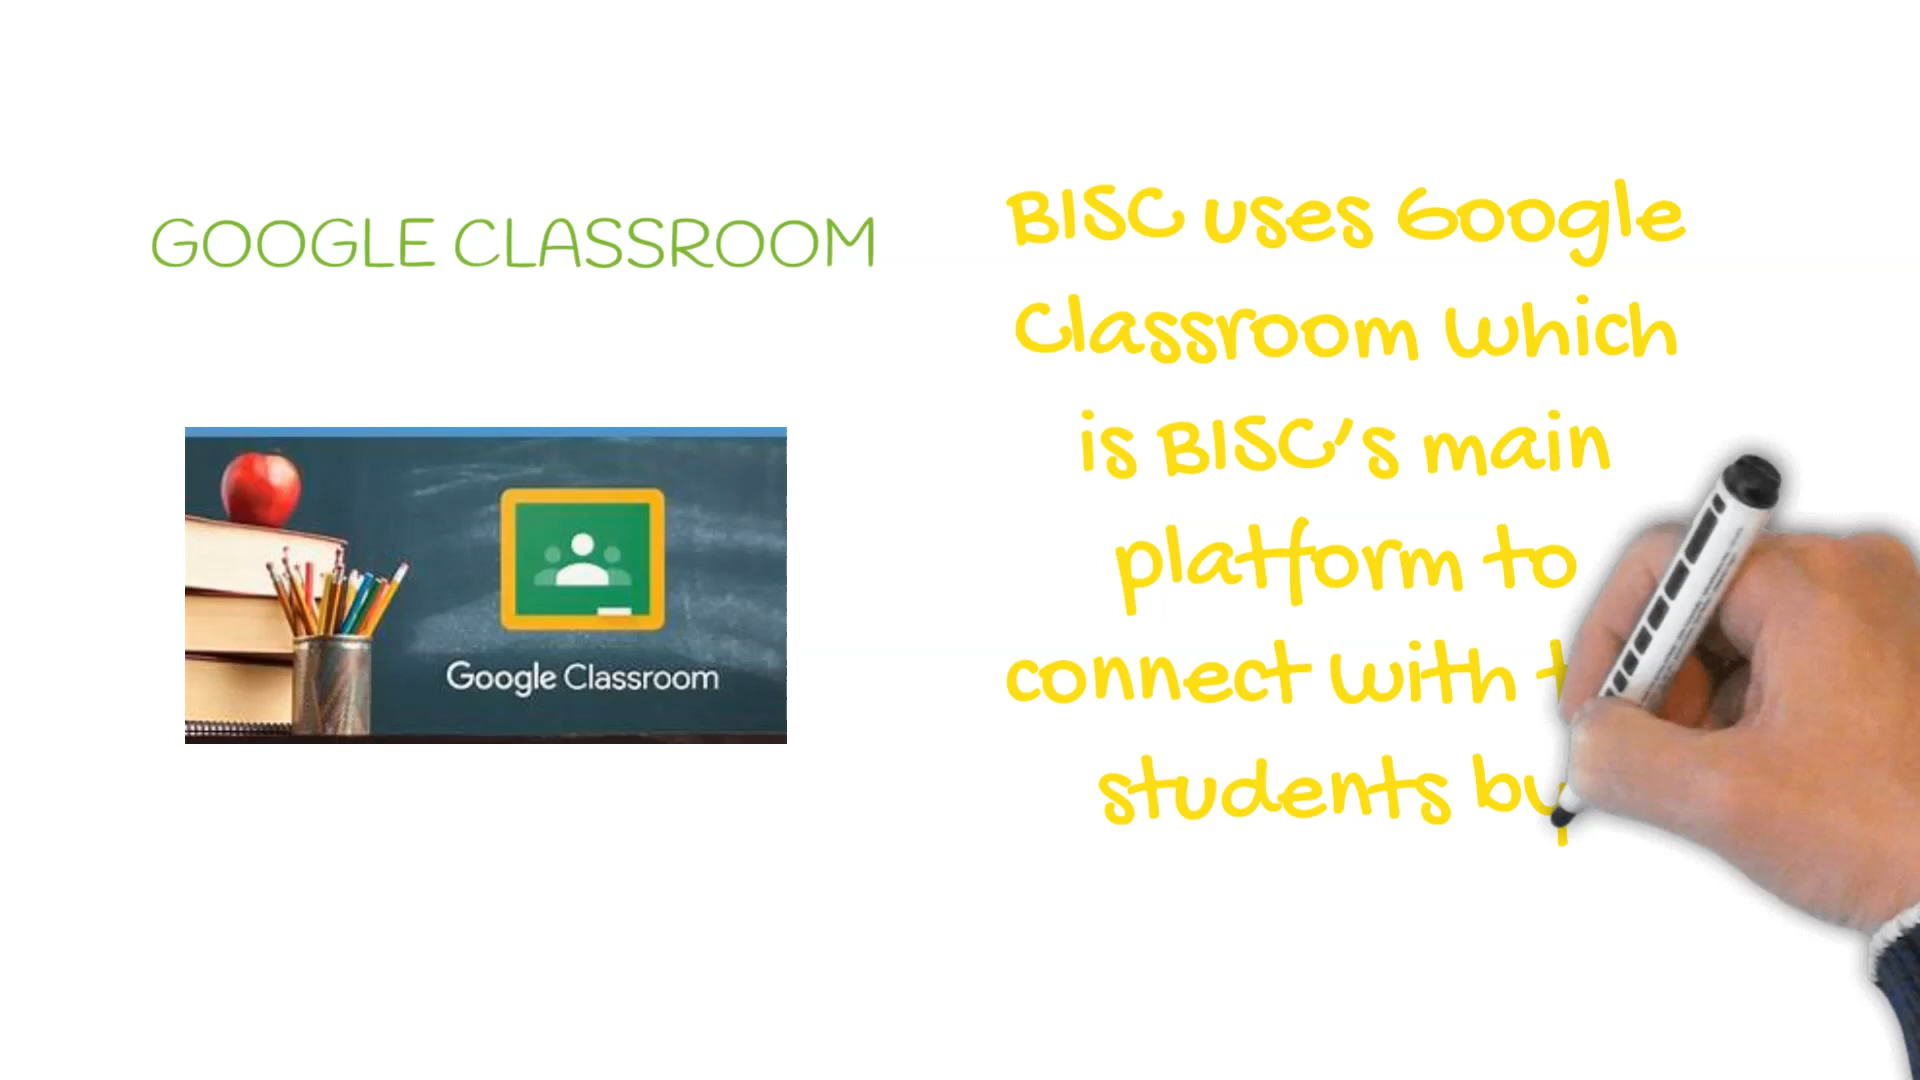 GOOGLE CLASSROOM
Google Classroom
BISC uses Google
Classroom which
is BISC's main
platform to
connect with
students by